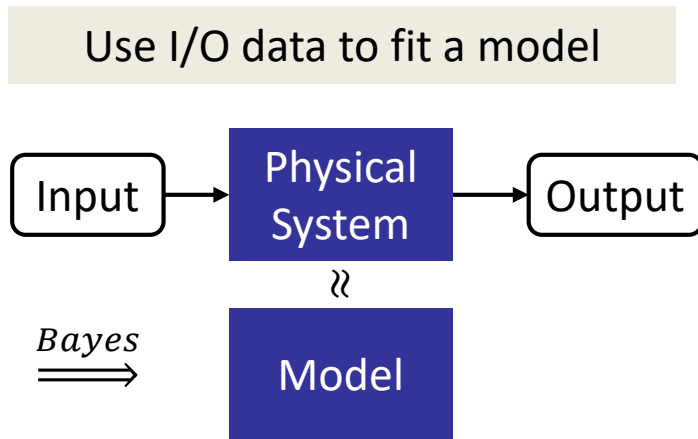 Use I/O data to fit a model
Input
Physical
System
Output
≈
Bayes
⟹
Model